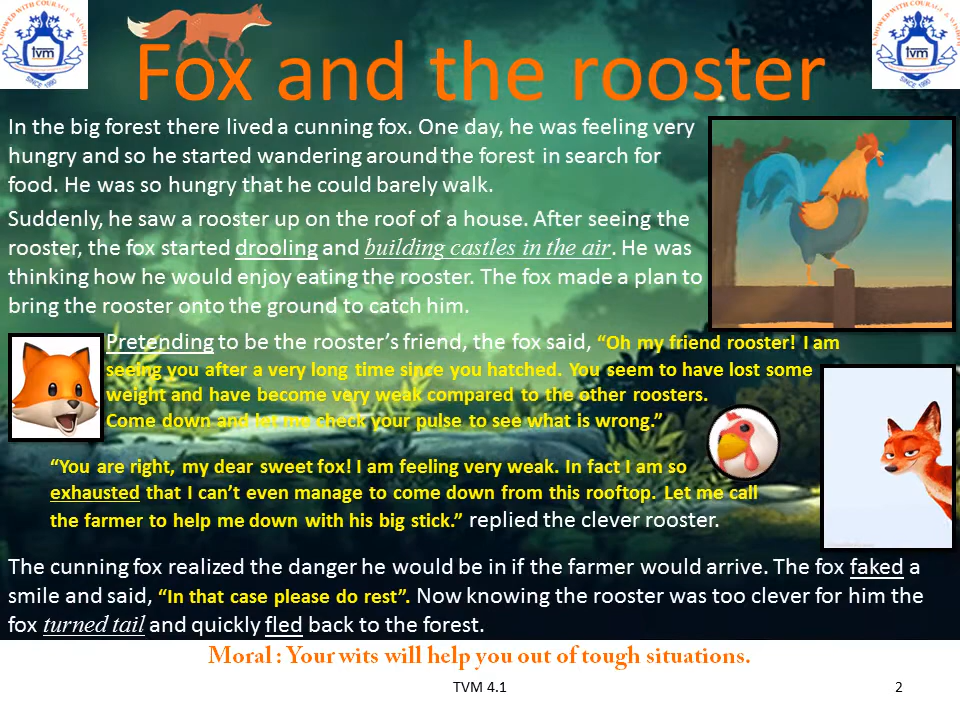 ENDOWED WITH COURAGE & WISDOM
tvm
SINCE 1990
Fox and the rooster
tvm
SINCE 1990
In the big forest there lived a cunning fox. One day, he was feeling very
hungry and so he started wandering around the forest in search for
food. He was so hungry that he could barely walk.
Suddenly, he saw a rooster up on the roof of a house. After seeing the
rooster, the fox started drooling and building castles in the air. He was
thinking how he would enjoy eating the rooster. The fox made a plan to
bring the rooster onto the ground to catch him.
Pretending to be the rooster’s friend, the fox said, “Oh my friend rooster! I am
seeing you after a very long time since you hatched. You seem to have lost some
weight and have become very weak compared to the other roosters.
Come down and let me check your pulse to see what is wrong.”
“You are right, my dear sweet fox! I am feeling very weak. In fact I am so
exhausted that I can’t even manage to come down from this rooftop. Let me call
the farmer to help me down with his big stick.” replied the clever rooster.
The cunning fox realized the danger he would be in if the farmer would arrive. The fox faked a
smile and said, “In that case please do rest”. Now knowing the rooster was too clever for him the
fox turned tail and quickly fled back to the forest.
Moral : Your wits will help you out of tough situations.
TVM 4.1
2